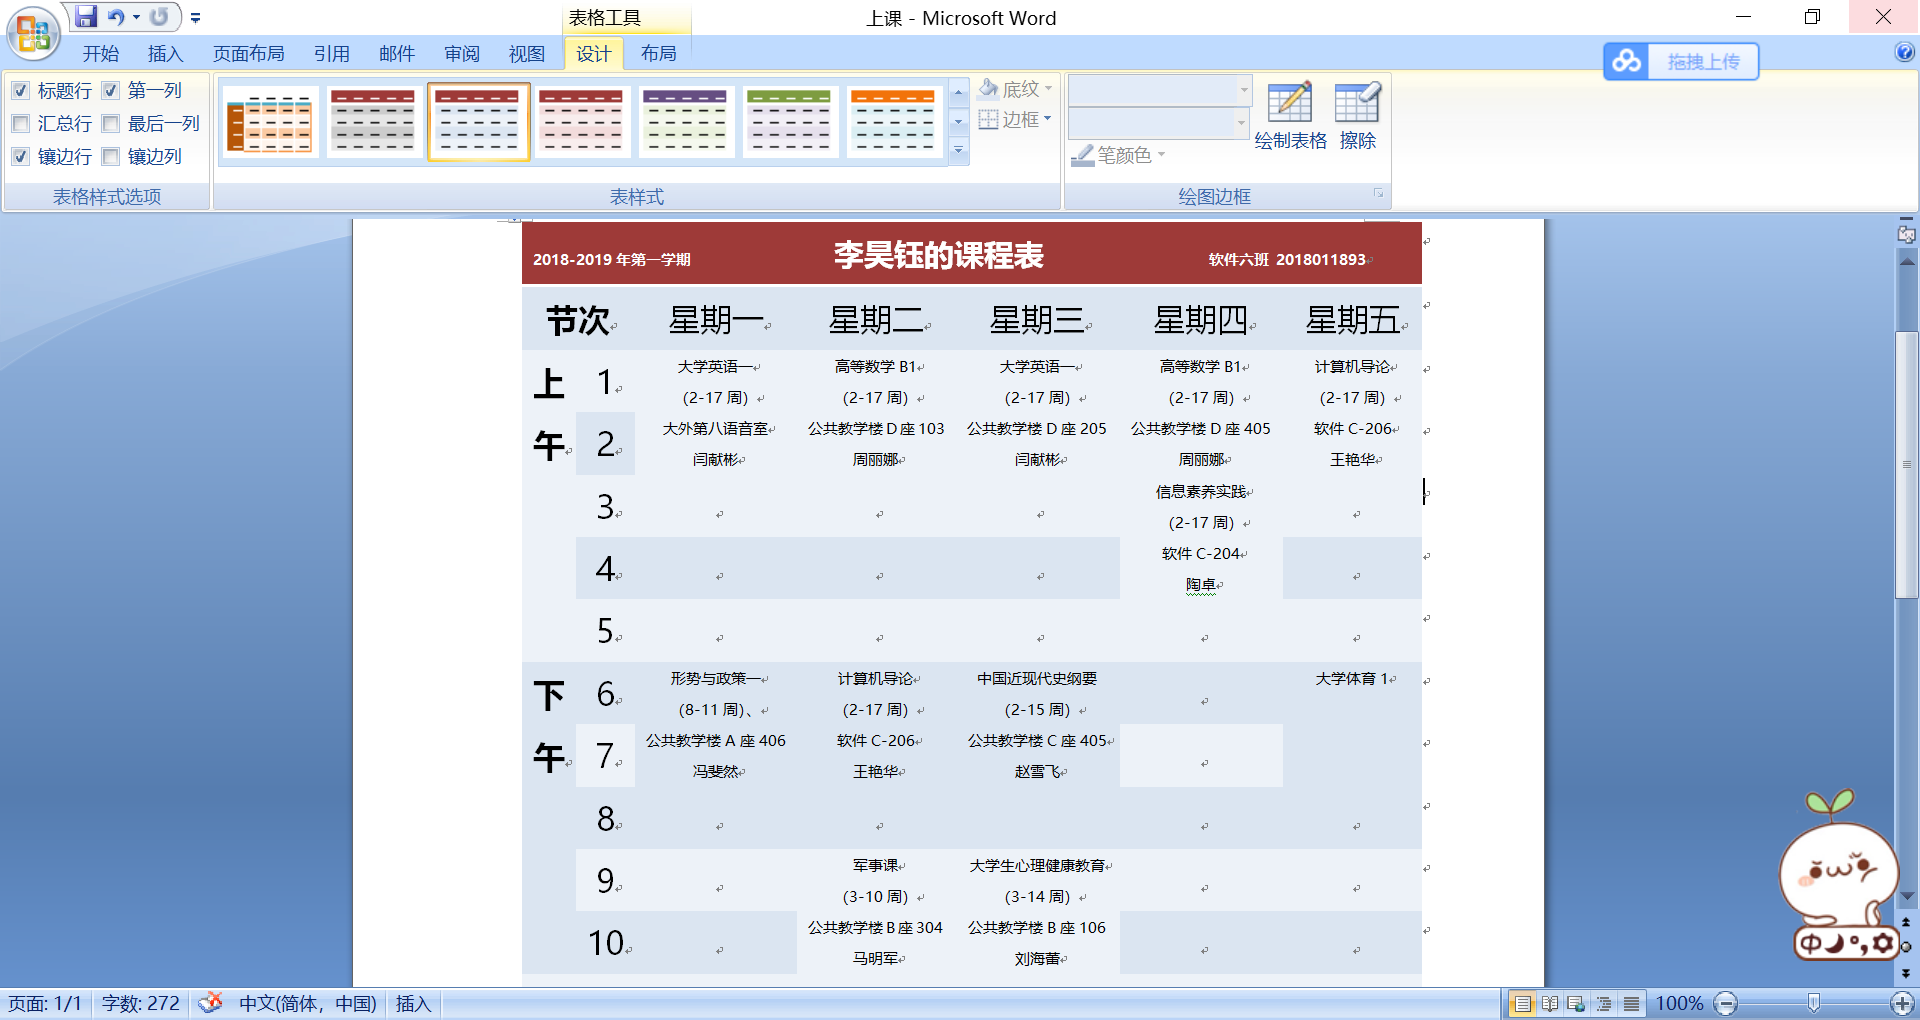 表格工具
上课 - Microsoft Word
开始 插入 页面布局 引用 邮件 审阅 视图 设计 布局
拖拽上传
标题行 第一列
汇总行 最后一列
镶边行 镶边列
表格样式选项
表样式
底纹
边框
笔颜色
绘制表格 擦除
绘图边框
2018-2019 年第一学期 李昊钰的课程表 软件六班 2018011893
节次 星期一 星期二 星期三 星期四 星期五
上午
1
2
大学英语一
(2-17 周)
大外第八语音室
闫献彬
高等数学 B1
(2-17 周)
公共教学楼 D 座 103
周丽娜
大学英语一
(2-17 周)
公共教学楼 D 座 205
闫献彬
高等数学 B1
(2-17 周)
公共教学楼 D 座 405
周丽娜
计算机导论
(2-17 周)
软件 C-206
王艳华
3
4
信息素养实践
(2-17 周)
软件 C-204
陶卓
5
下午
6
7
形势与政策一
(8-11 周)、
公共教学楼 A 座 406
冯斐然
计算机导论
(2-17 周)
软件 C-206
王艳华
中国近现代史纲要
(2-15 周)
公共教学楼 C 座 405
赵雪飞
大学体育 1
8
9
10
军事课
(3-10 周)
公共教学楼 B 座 304
马明军
大学生心理健康教育
(3-14 周)
公共教学楼 B 座 106
刘海蕾
中
页面: 1/1 字数: 272 中文(简体，中国) 插入 100%